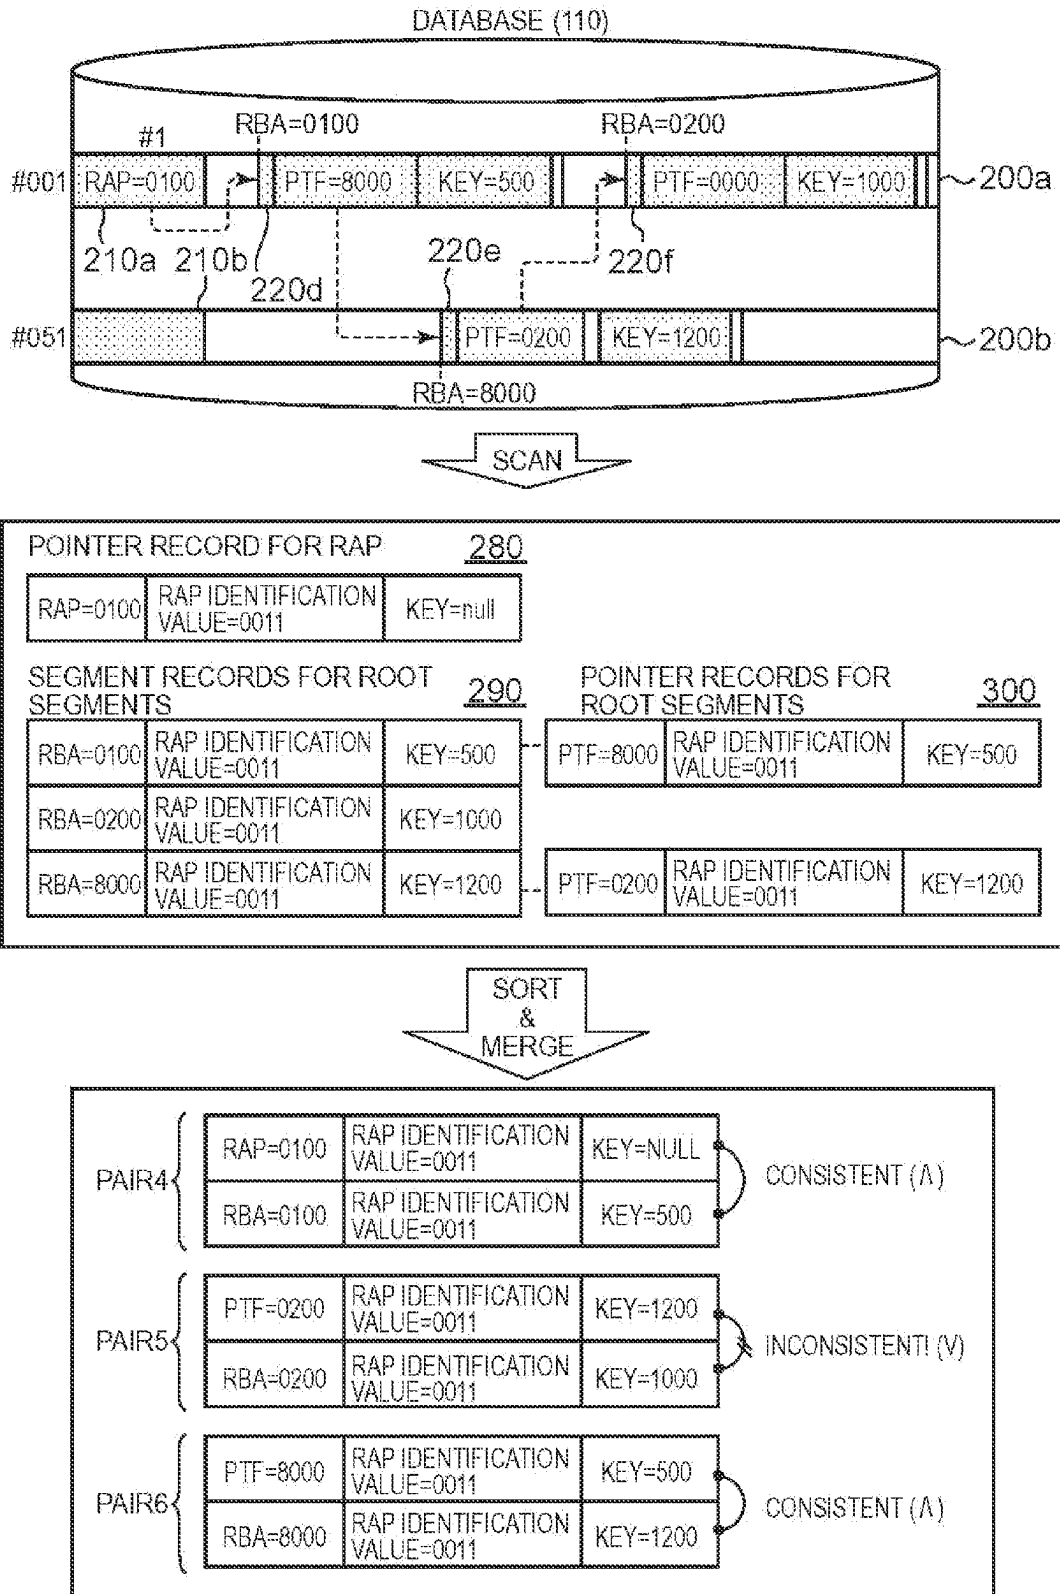 DATABASE (110)
RBA=0100
RBA=0200
#1
#001
RAP=0100
PTF=8000
KEY=500
PTF=0000
KEY=1000
200a
210a
210b
220d
220e
220f
#051
PTF=0200
KEY=1200
200b
RBA=8000
SCAN
POINTER RECORD FOR RAP
280
RAP=0100
RAP IDENTIFICATION
VALUE=0011
KEY=null
SEGMENT RECORDS FOR ROOT
SEGMENTS
290
POINTER RECORDS FOR
ROOT SEGMENTS
300
RBA=0100
RAP IDENTIFICATION
VALUE=0011
KEY=500
PTF=8000
RAP IDENTIFICATION
VALUE=0011
KEY=500
RBA=0200
RAP IDENTIFICATION
VALUE=0011
KEY=1000
RBA=8000
RAP IDENTIFICATION
VALUE=0011
KEY=1200
PTF=0200
RAP IDENTIFICATION
VALUE=0011
KEY=1200
SORT
&
MERGE
PAIR4
RAP=0100
RAP IDENTIFICATION
VALUE=0011
KEY=NULL
RBA=0100
RAP IDENTIFICATION
VALUE=0011
KEY=500
CONSISTENT (Λ)
PAIR5
PTF=0200
RAP IDENTIFICATION
VALUE=0011
KEY=1200
RBA=0200
RAP IDENTIFICATION
VALUE=0011
KEY=1000
INCONSISTENT! (V)
PAIR6
PTF=8000
RAP IDENTIFICATION
VALUE=0011
KEY=500
RBA=8000
RAP IDENTIFICATION
VALUE=0011
KEY=1200
CONSISTENT (Λ)